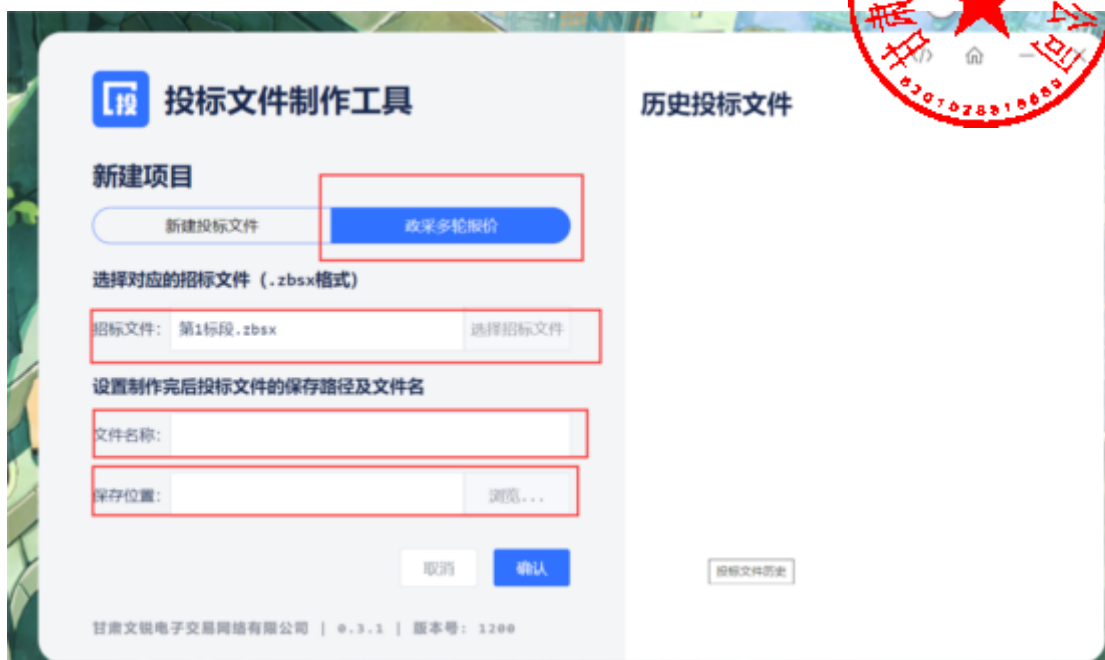 投
投标文件制作工具
新建项目
新建投标文件
政采多轮报价
选择对应的招标文件（.zbsx格式）
招标文件：
第1标段.zbsx
选择招标文件
设置制作完后投标文件的保存路径及文件名
文件名称：
保存位置：
浏览...
取消
确认
甘肃文锐电子交易网络有限公司 | 0.3.1 | 版本号：1200
历史投标文件
投标文件历史